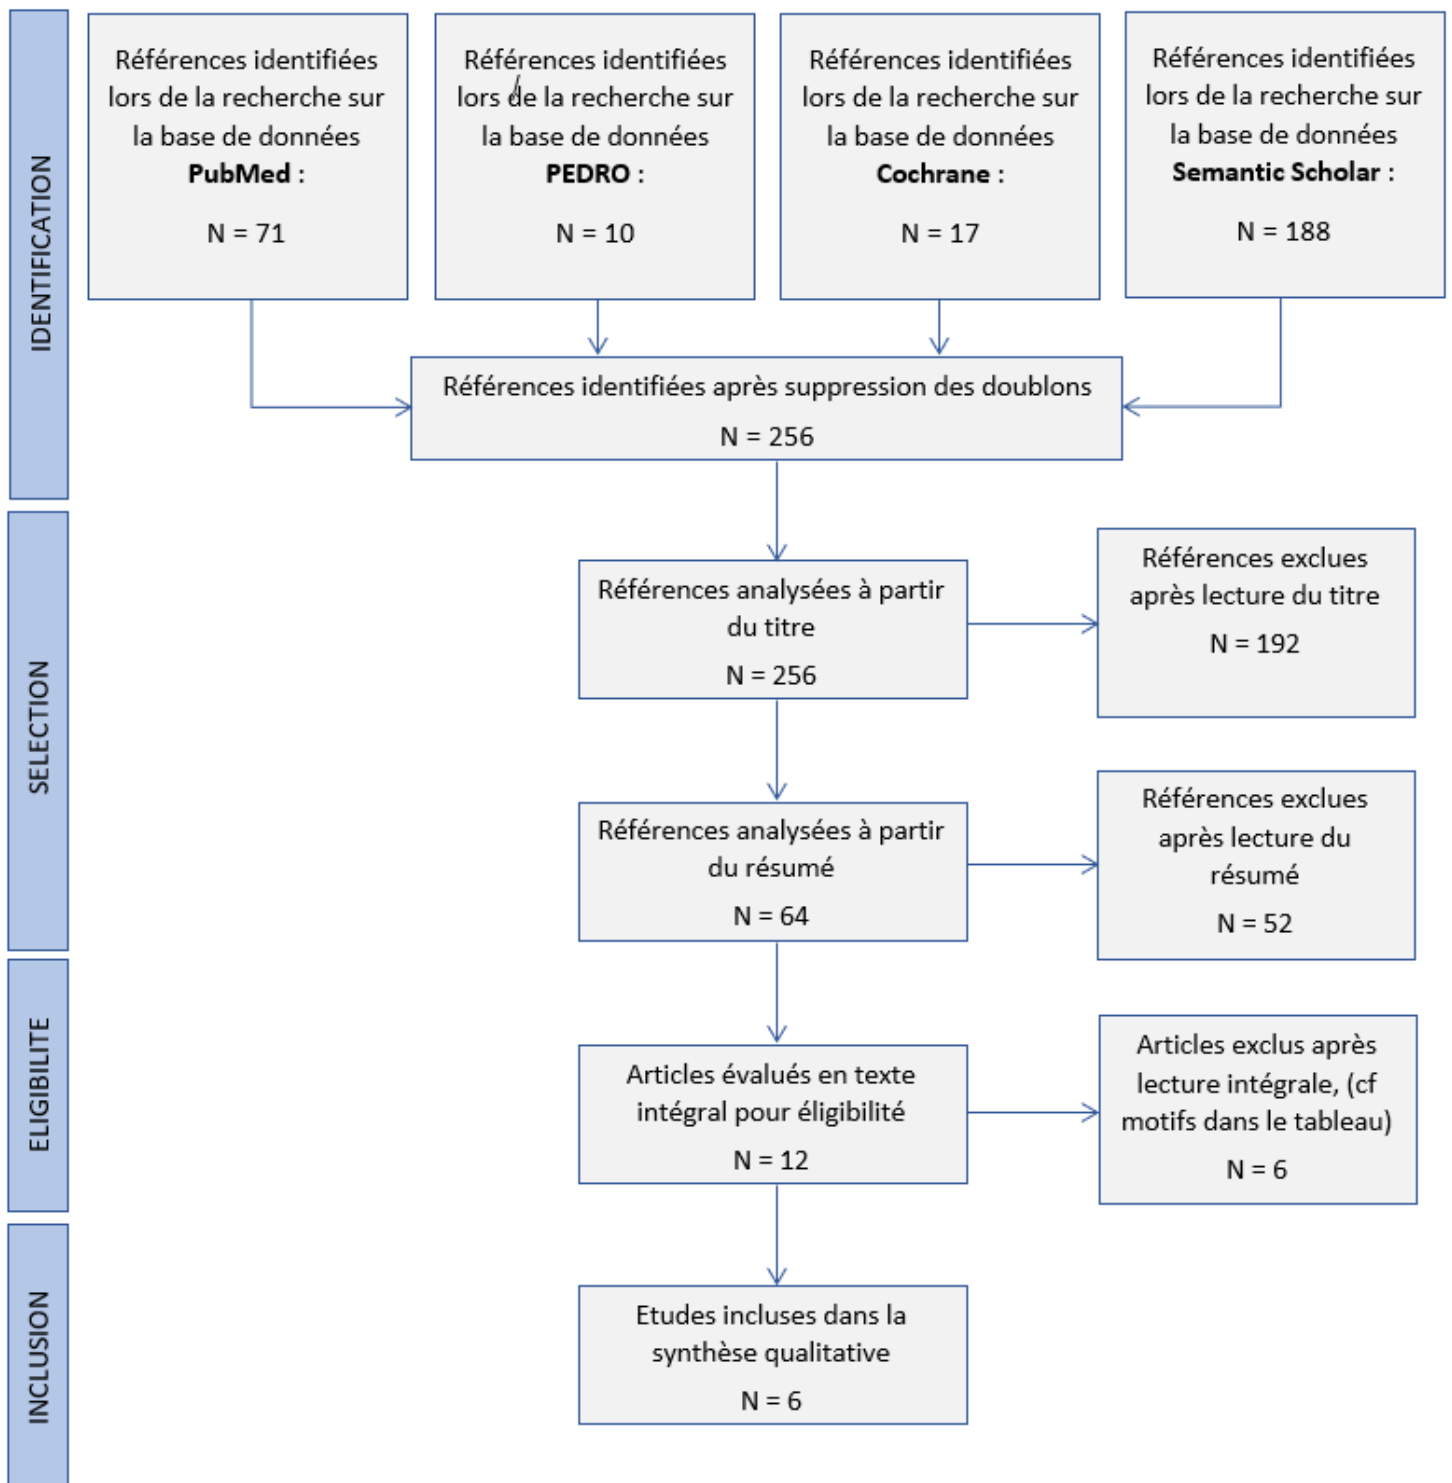 IDENTIFICATION
Références identifiées
lors de la recherche sur
la base de données
PubMed :
N = 71
Références identifiées
lors de la recherche sur
la base de données
PEDRO :
N = 10
Références identifiées
lors de la recherche sur
la base de données
Cochrane :
N = 17
Références identifiées
lors de la recherche sur
la base de données
Semantic Scholar :
N = 188
Références identifiées après suppression des doublons
N = 256
SELECTION
Références analysées à partir
du titre
N = 256
Références exclues
après lecture du titre
N = 192
Références analysées à partir
du résumé
N = 64
Références exclues
après lecture du
résumé
N = 52
ELIGIBILITE
Articles évalués en texte
intégral pour éligibilité
N = 12
Articles exclus après
lecture intégrale, (cf
motifs dans le tableau)
N = 6
INCLUSION
Etudes incluses dans la
synthèse qualitative
N = 6